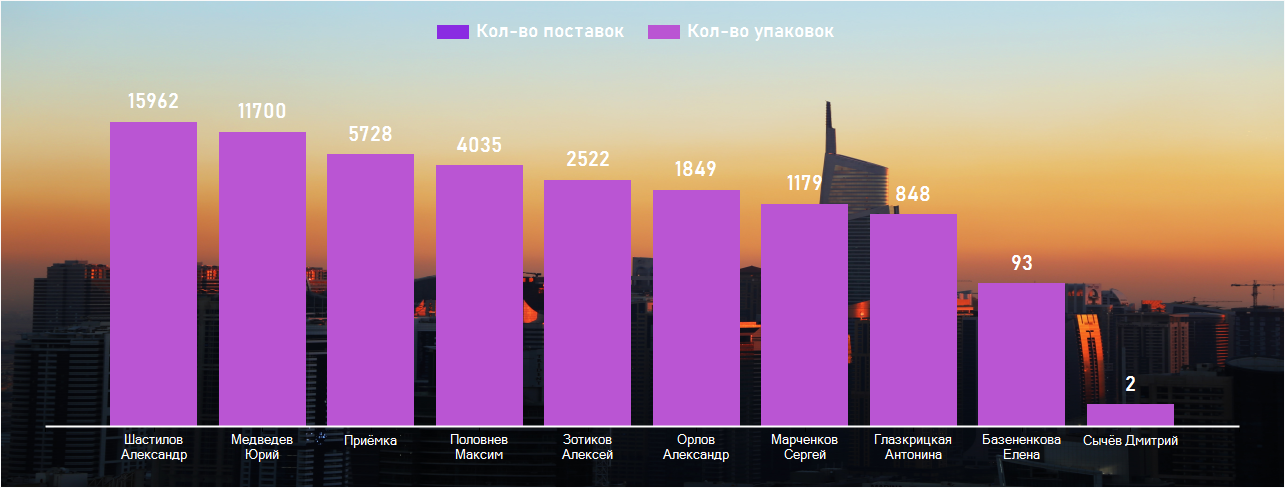 Кол-во поставок Кол-во упаковок
15962
11700
5728
4035
2522
1849
1179
848
93
2
Шастилов
Александр
Медведев
Юрий
Приёмка
Половнев
Максим
Зотиков
Алексей
Орлов
Александр
Марченков
Сергей
Глазкрицкая
Антонина
Базененкова
Елена
Сычёв Дмитрий